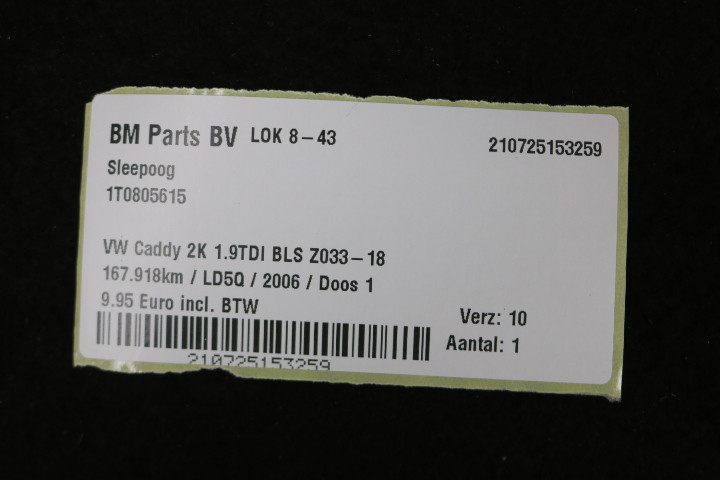 BM Parts BV LOK 8-43 210725153259
Sleepoog
1T0805615
VW Caddy 2K 1.9TDI BLS Z033-18
167.918km / LD5Q / 2006 / Doos 1
9.95 Euro incl. BTW
Verz: 10
Aantal: 1
210725153259